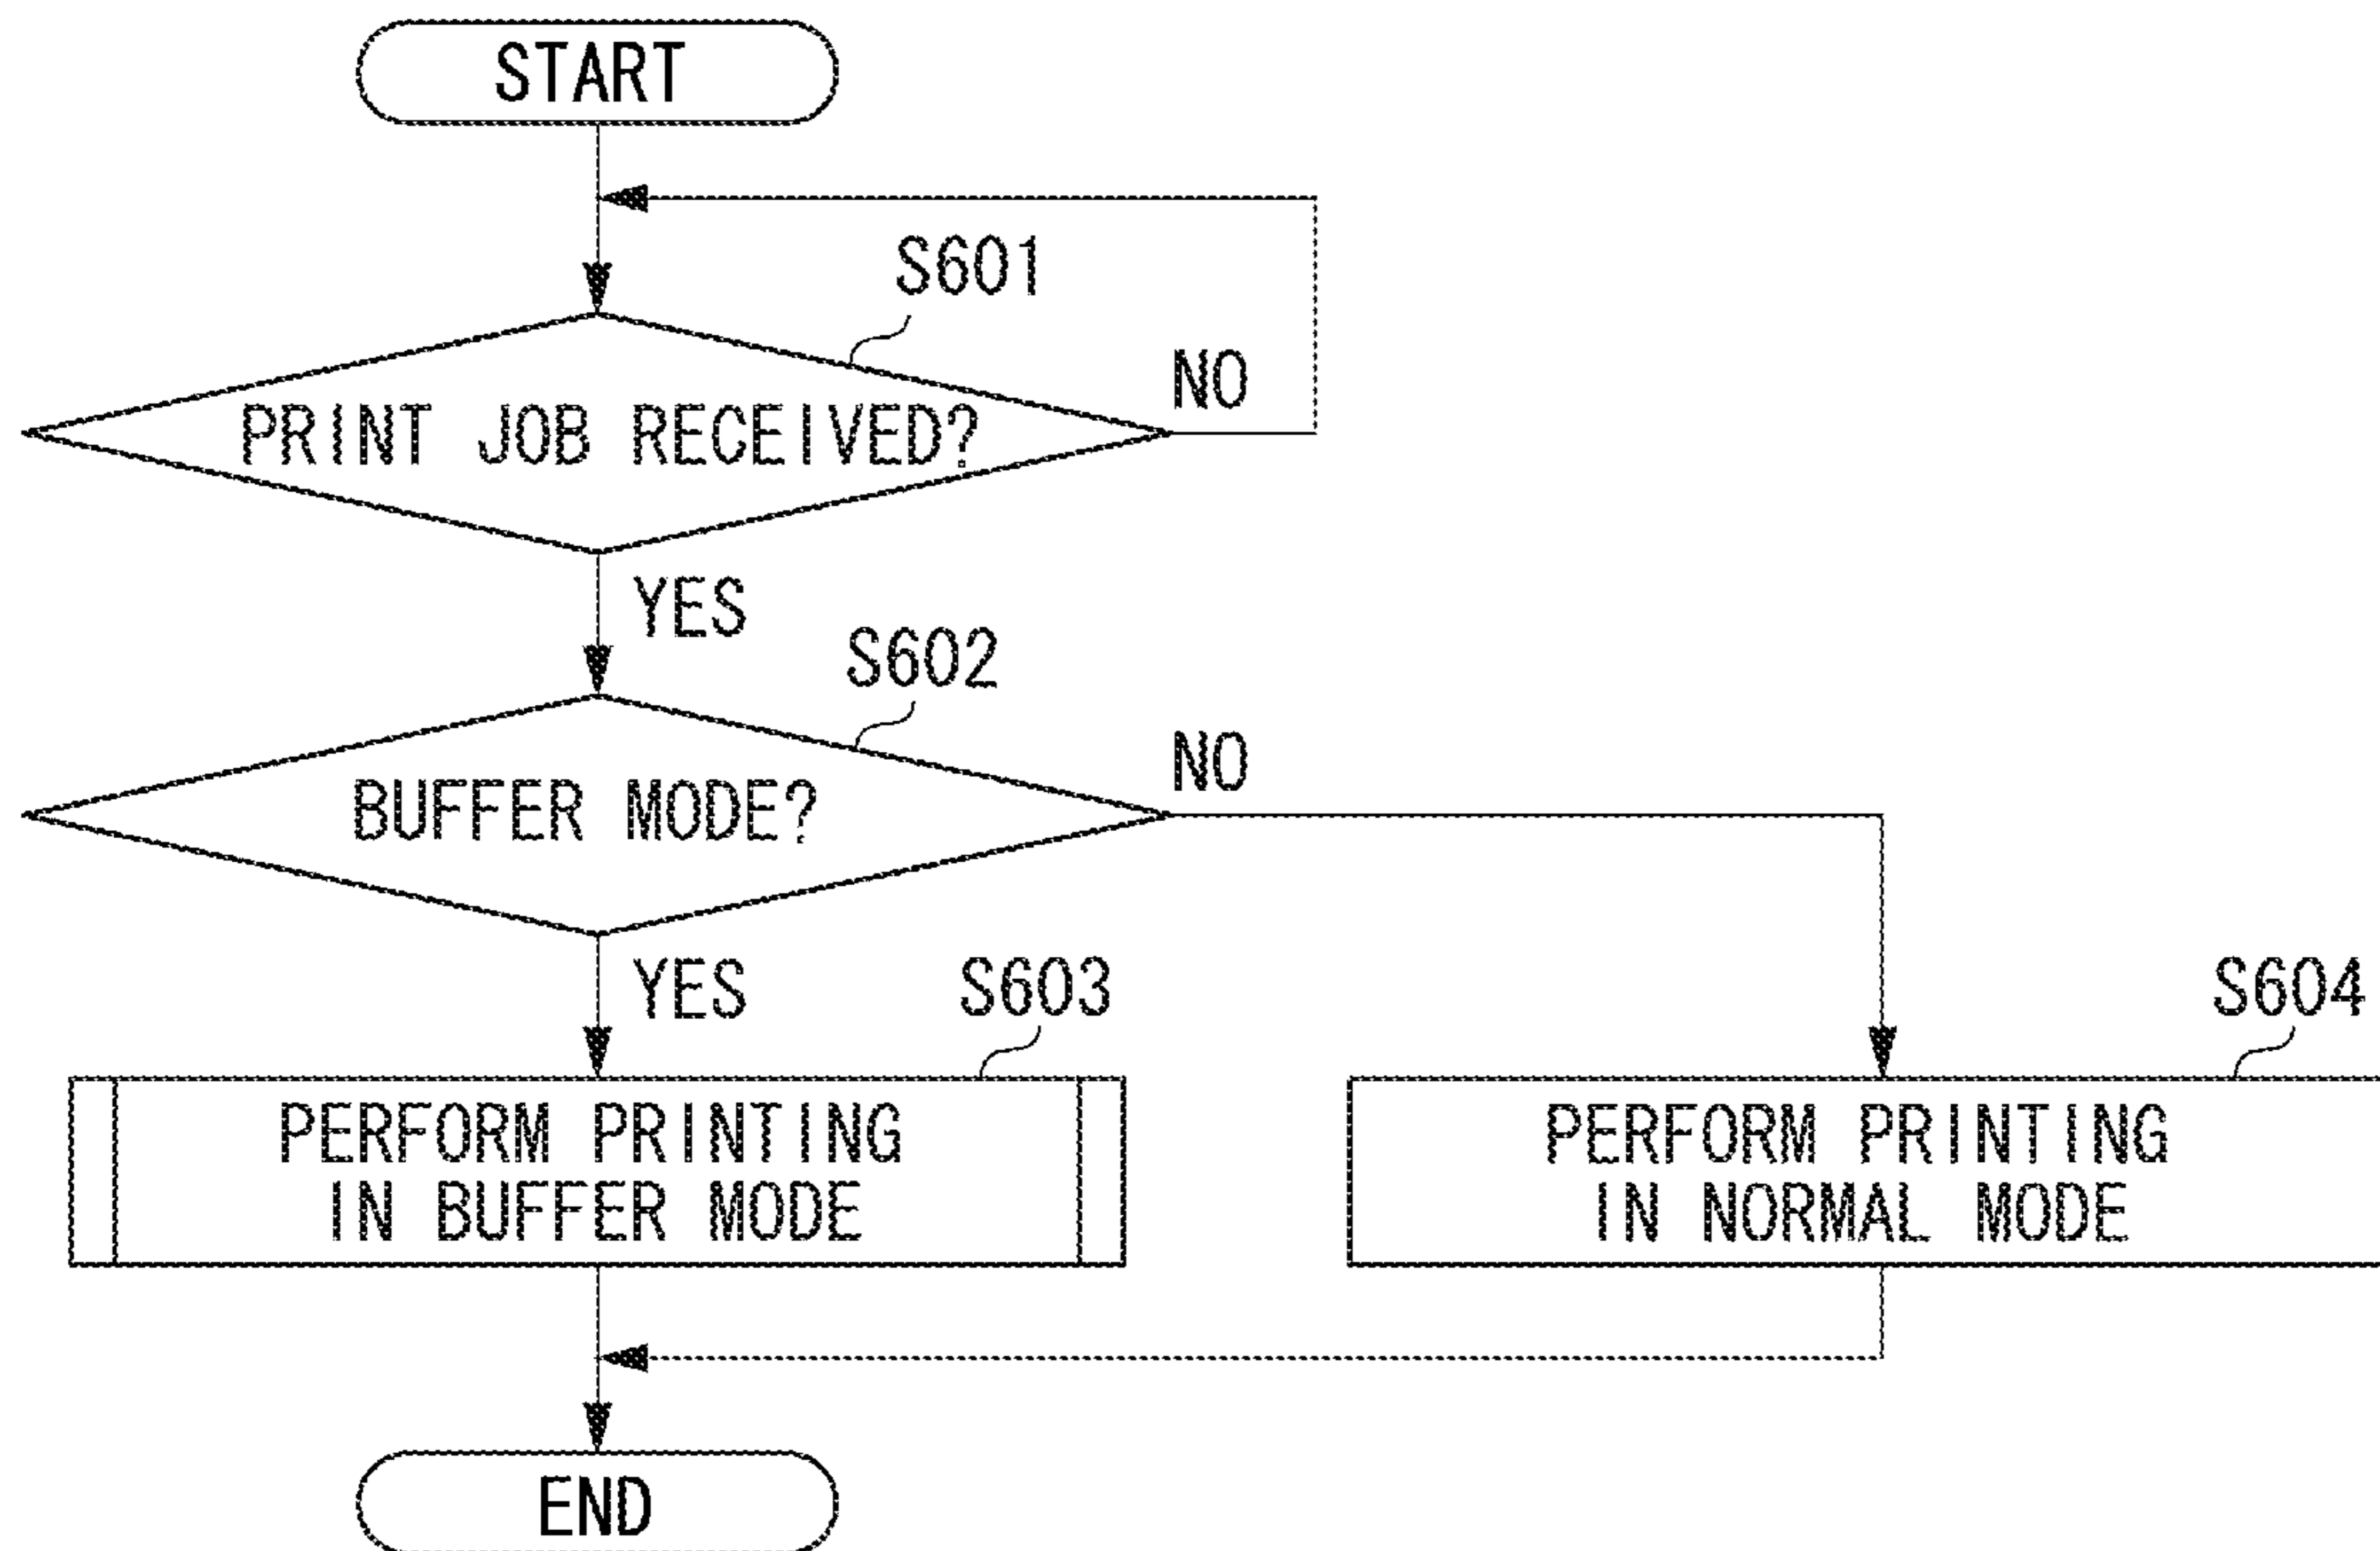 START
S601
PRINT JOB RECEIVED?
NO
YES
S602
BUFFER MODE?
NO
YES
S603
PERFORM PRINTING
IN BUFFER MODE
S604
PERFORM PRINTING
IN NORMAL MODE
END